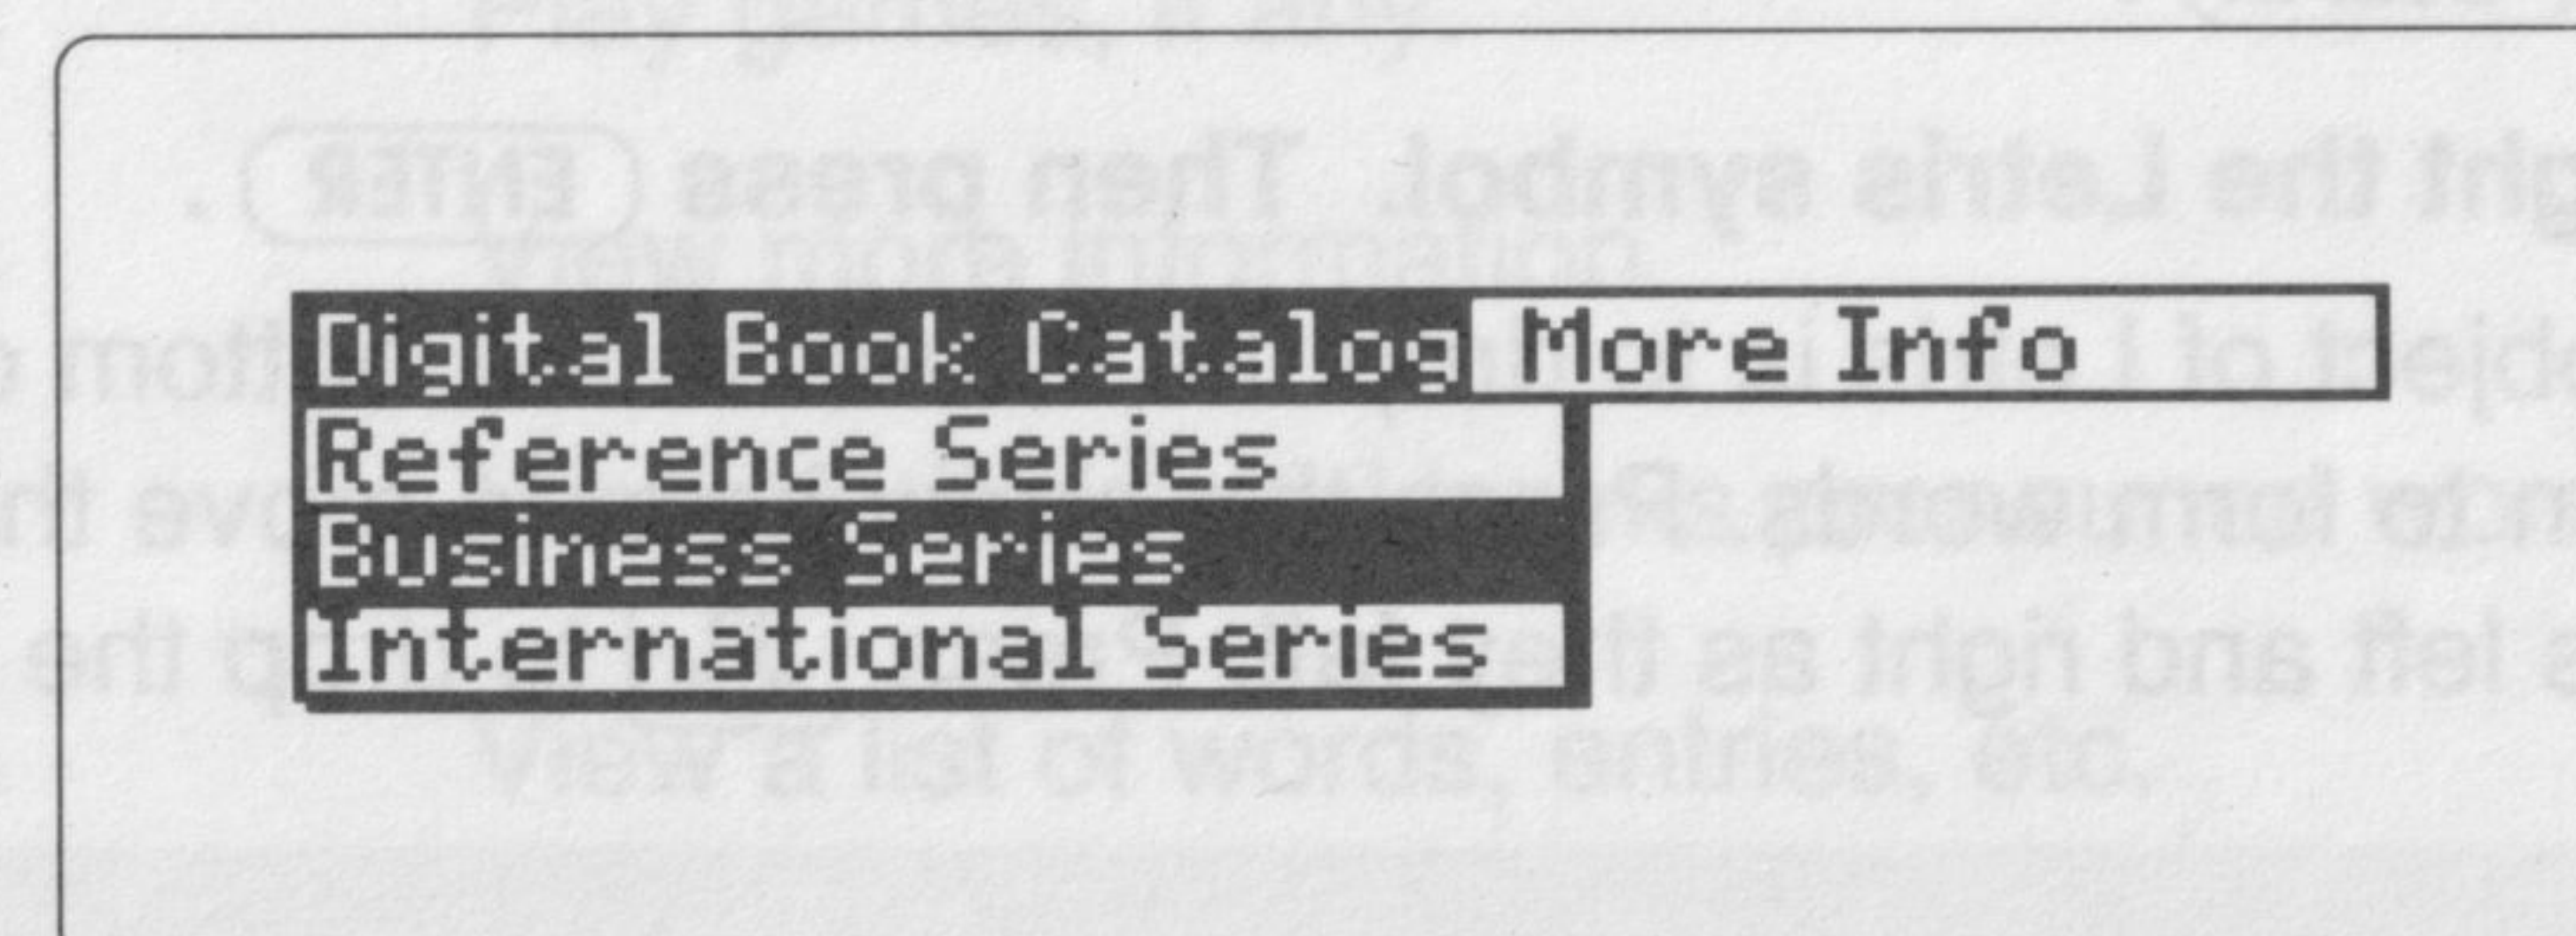 Digital Book Catalog More Info
Reference Series
Business Series
International Series